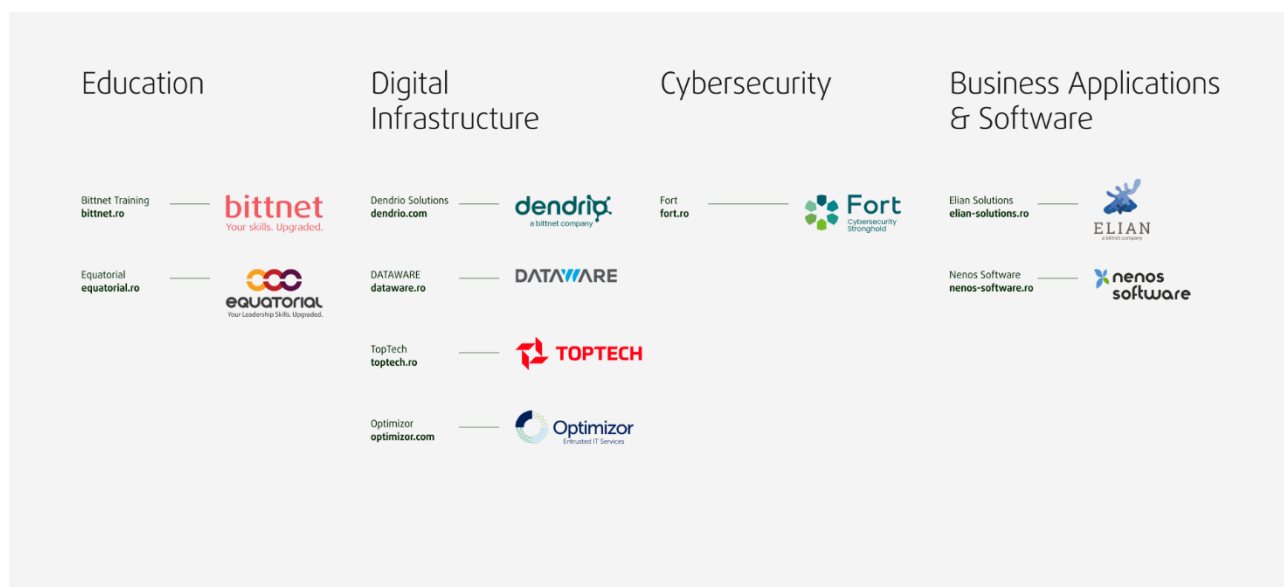 Education
Bittnet Training
bittnet.ro
bittnet
Your skills. Upgraded.
Equatorial
equatorial.ro
equatorial
Your Leadership Skills. Upgraded.
Digital
Infrastructure
Dendrio Solutions
dendrio.com
dendrio
a bittnet company
DATAWARE
dataware.ro
DATAWARE
TopTech
toptech.ro
TOPTECH
Optimizor
optimizor.com
Optimizor
Entrusted IT Services
Cybersecurity
Fort
fort.ro
Fort
Cybersecurity
Stronghold
Business Applications
& Software
Elian Solutions
elian-solutions.ro
ELIAN
a bittnet company
Nenos Software
nenos-software.ro
nenos
software